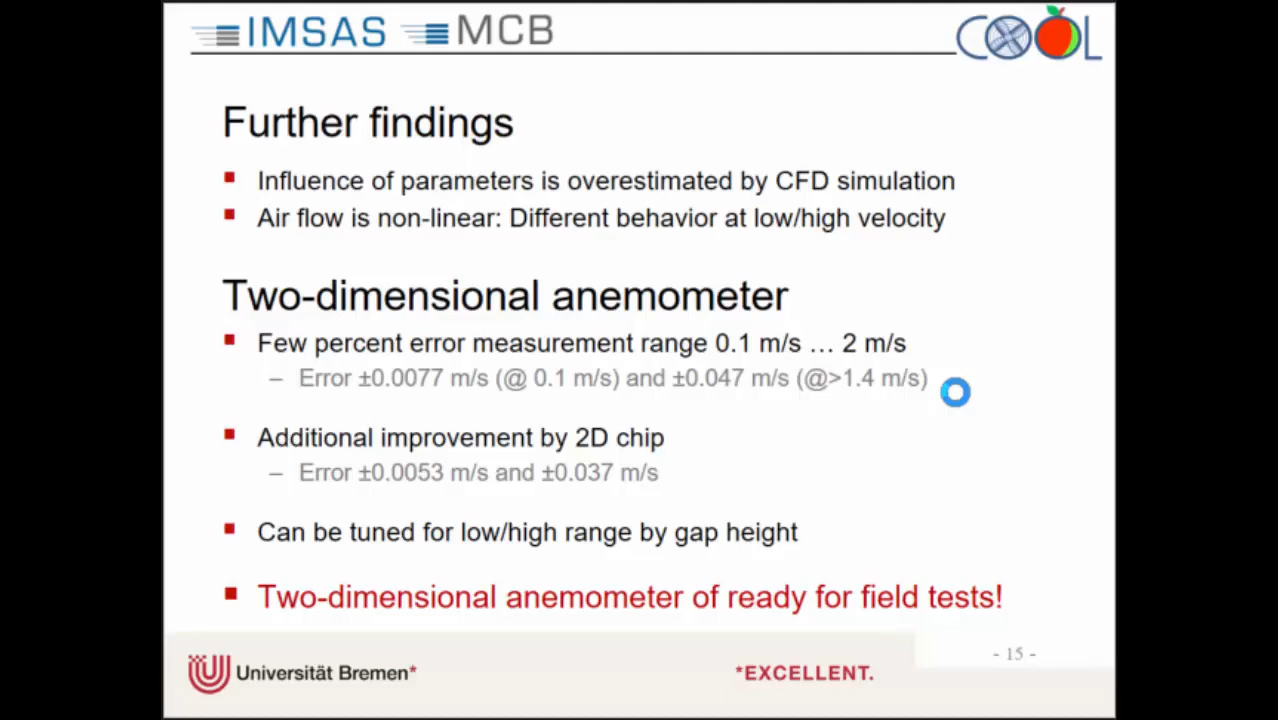 IMSAS MCB COOL
Further findings
Influence of parameters is overestimated by CFD simulation
Air flow is non-linear: Different behavior at low/high velocity
Two-dimensional anemometer
Few percent error measurement range 0.1 m/s … 2 m/s
– Error ±0.0077 m/s (@ 0.1 m/s) and ±0.047 m/s (@>1.4 m/s)
Additional improvement by 2D chip
– Error ±0.0053 m/s and ±0.037 m/s
Can be tuned for low/high range by gap height
Two-dimensional anemometer of ready for field tests!
- 15 -
Universität Bremen* *EXCELLENT.